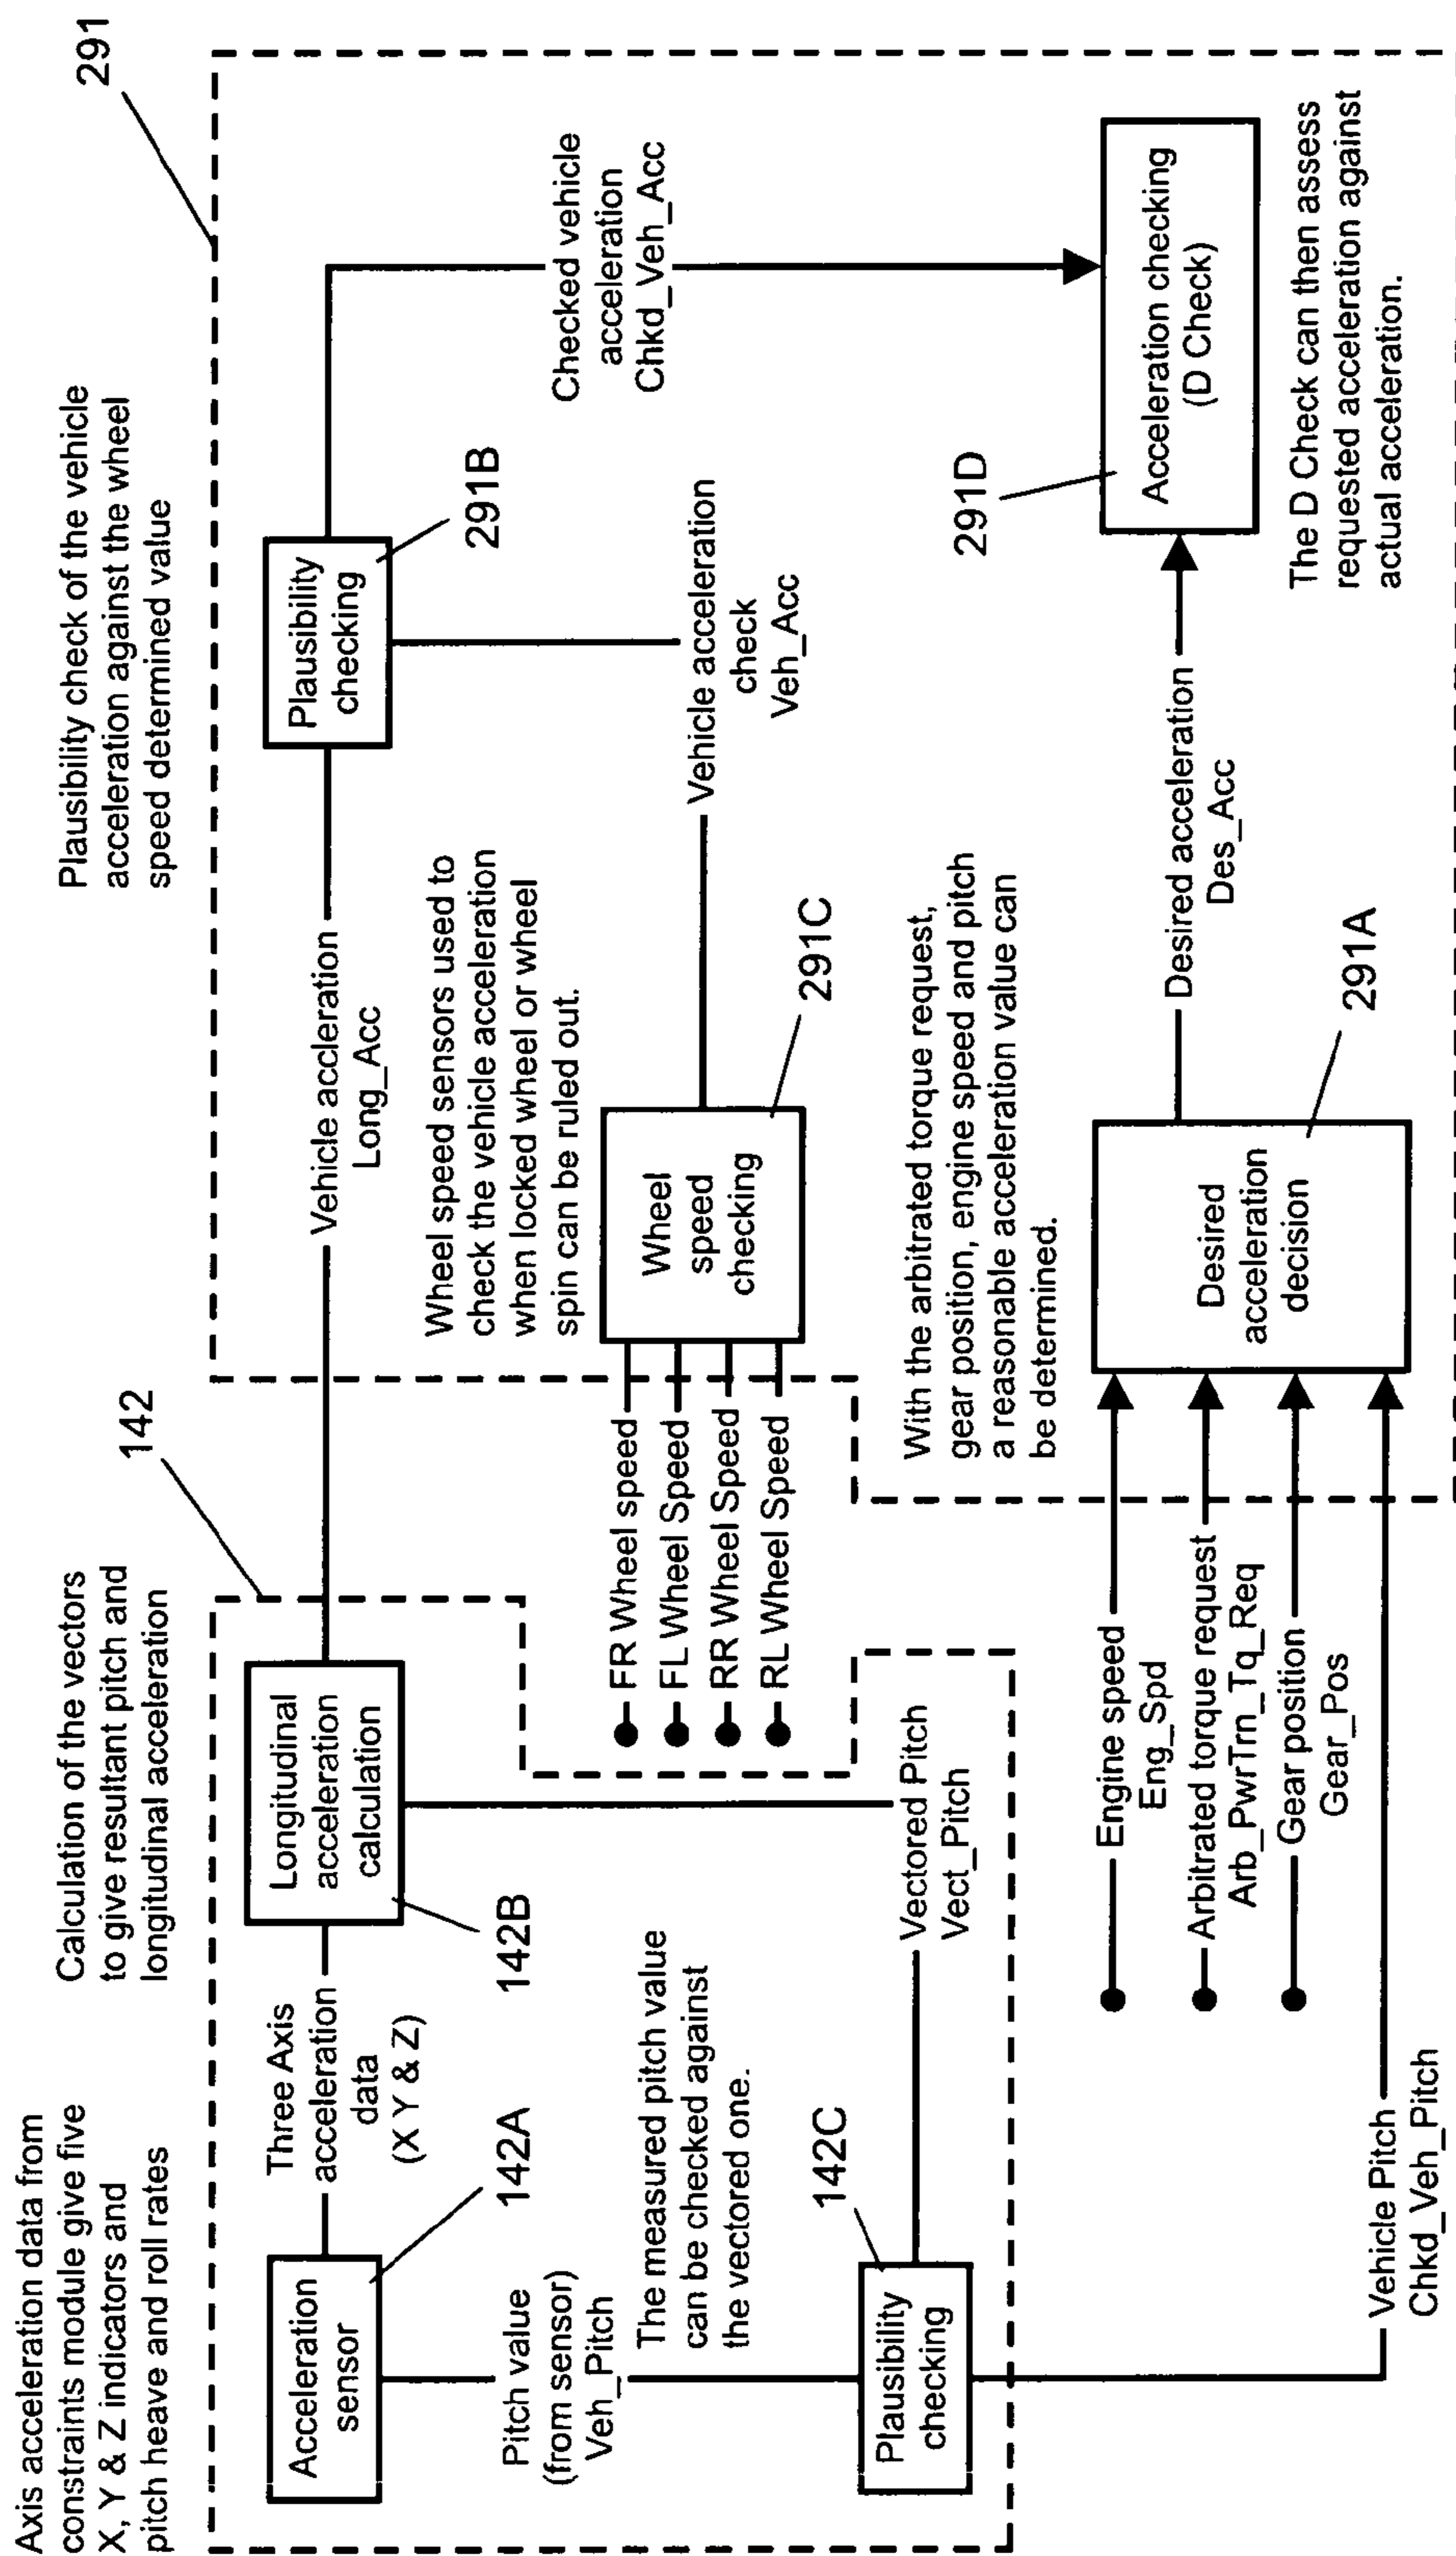 Axis acceleration data from
constraints module give five
X, Y & Z indicators and
pitch heave and roll rates
Calculation of the vectors
to give resultant pitch and
longitudinal acceleration
142
Plausibility check of the vehicle
acceleration against the wheel
speed determined value
291
Acceleration
sensor
142A
Three Axis
acceleration
data
(X Y & Z)
Longitudinal
acceleration
calculation
142B
Vehicle accleration
Long_Acc
Plausibility
checking
291B
Checked vehicle
acceleration
Chkd_Veh_Acc
Wheel speed sensors used to
check the vehicle acceleration
when locked wheel or wheel
spin can be ruled out.
Pitch value
(from sensor)
Veh_Pitch
The measured pitch value
can be checked against
the vectored one.
FR Wheel speed
FL Wheel Speed
RR Wheel Speed
RL Wheel Speed
Wheel
speed
checking
291C
Vehicle acceleration
check
Veh_Acc
Plausibility
checking
142C
Vectored Pitch
Vect_Pitch
With the arbitrated torque request,
gear position, engine speed and pitch
a reasonable acceleration value can
be determined.
Engine speed
Eng_Spd
Arbitrated torque request
Arb_PwrTrn_Tq_Req
Gear position
Gear_Pos
Vehicle Pitch
Chkd_Veh_Pitch
Desired
acceleration
decision
291A
Desired acceleration
Des_Acc
291D
Acceleration checking
(D Check)
The D Check can then assess
requested acceleration against
actual acceleration.